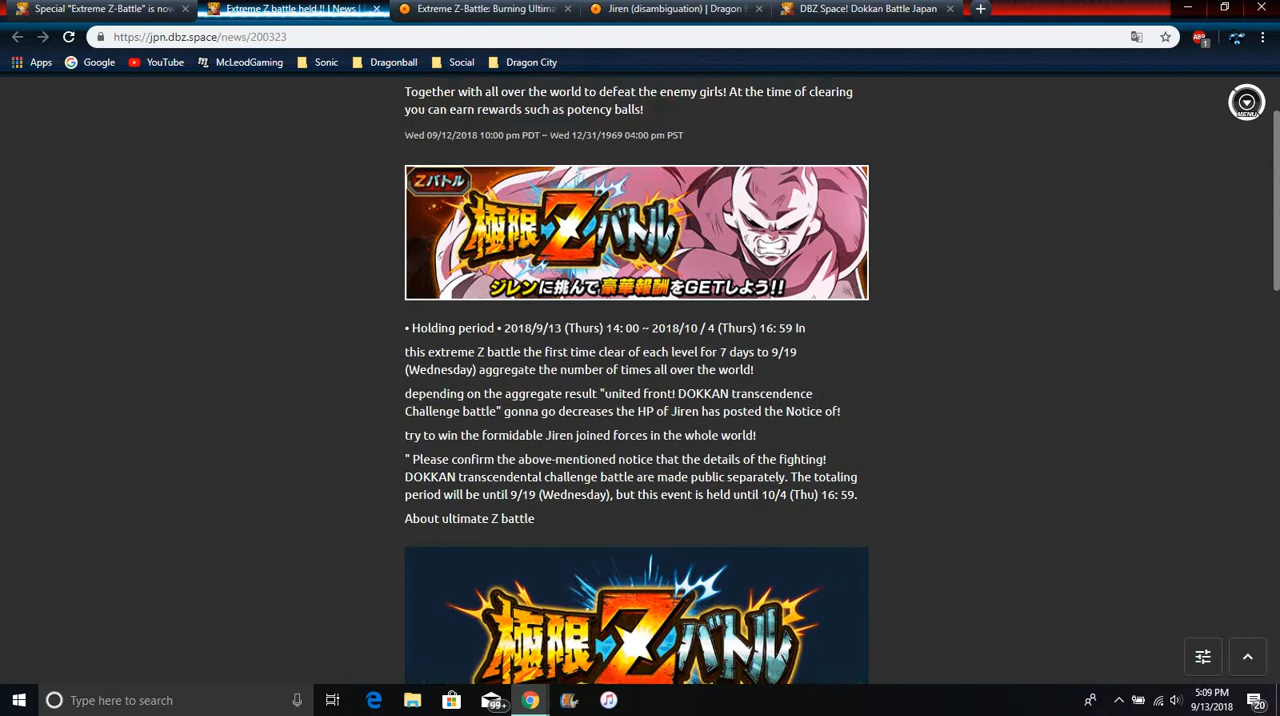 Special "Extreme Z-Battle" is now
Extreme Z battle held !! | News |
Extreme Z-Battle: Burning Ultima
Jiren (disambiguation) | Dragon
DBZ Space! Dokkan Battle Japan
https://jpn.dbz.space/news/200323
Apps
Google
YouTube
McLeodGaming
Sonic
Dragonball
Social
Dragon City
Together with all over the world to defeat the enemy girls! At the time of clearing
you can earn rewards such as potency balls!
Wed 09/12/2018 10:00 pm PDT ~ Wed 12/31/1969 04:00 pm PST
MENU
Zバトル
極限Zバトル
ジレンに挑んで豪華報酬をGETしよう!!
• Holding period • 2018/9/13 (Thurs) 14: 00 ~ 2018/10 / 4 (Thurs) 16: 59 In
this extreme Z battle the first time clear of each level for 7 days to 9/19
(Wednesday) aggregate the number of times all over the world!
depending on the aggregate result "united front! DOKKAN transcendence
Challenge battle" gonna go decreases the HP of Jiren has posted the Notice of!
try to win the formidable Jiren joined forces in the whole world!
" Please confirm the above-mentioned notice that the details of the fighting!
DOKKAN transcendental challenge battle are made public separately. The totaling
period will be until 9/19 (Wednesday), but this event is held until 10/4 (Thu) 16: 59.
About ultimate Z battle
極限Zバトル
Type here to search
99+
5:09 PM
9/13/2018
20